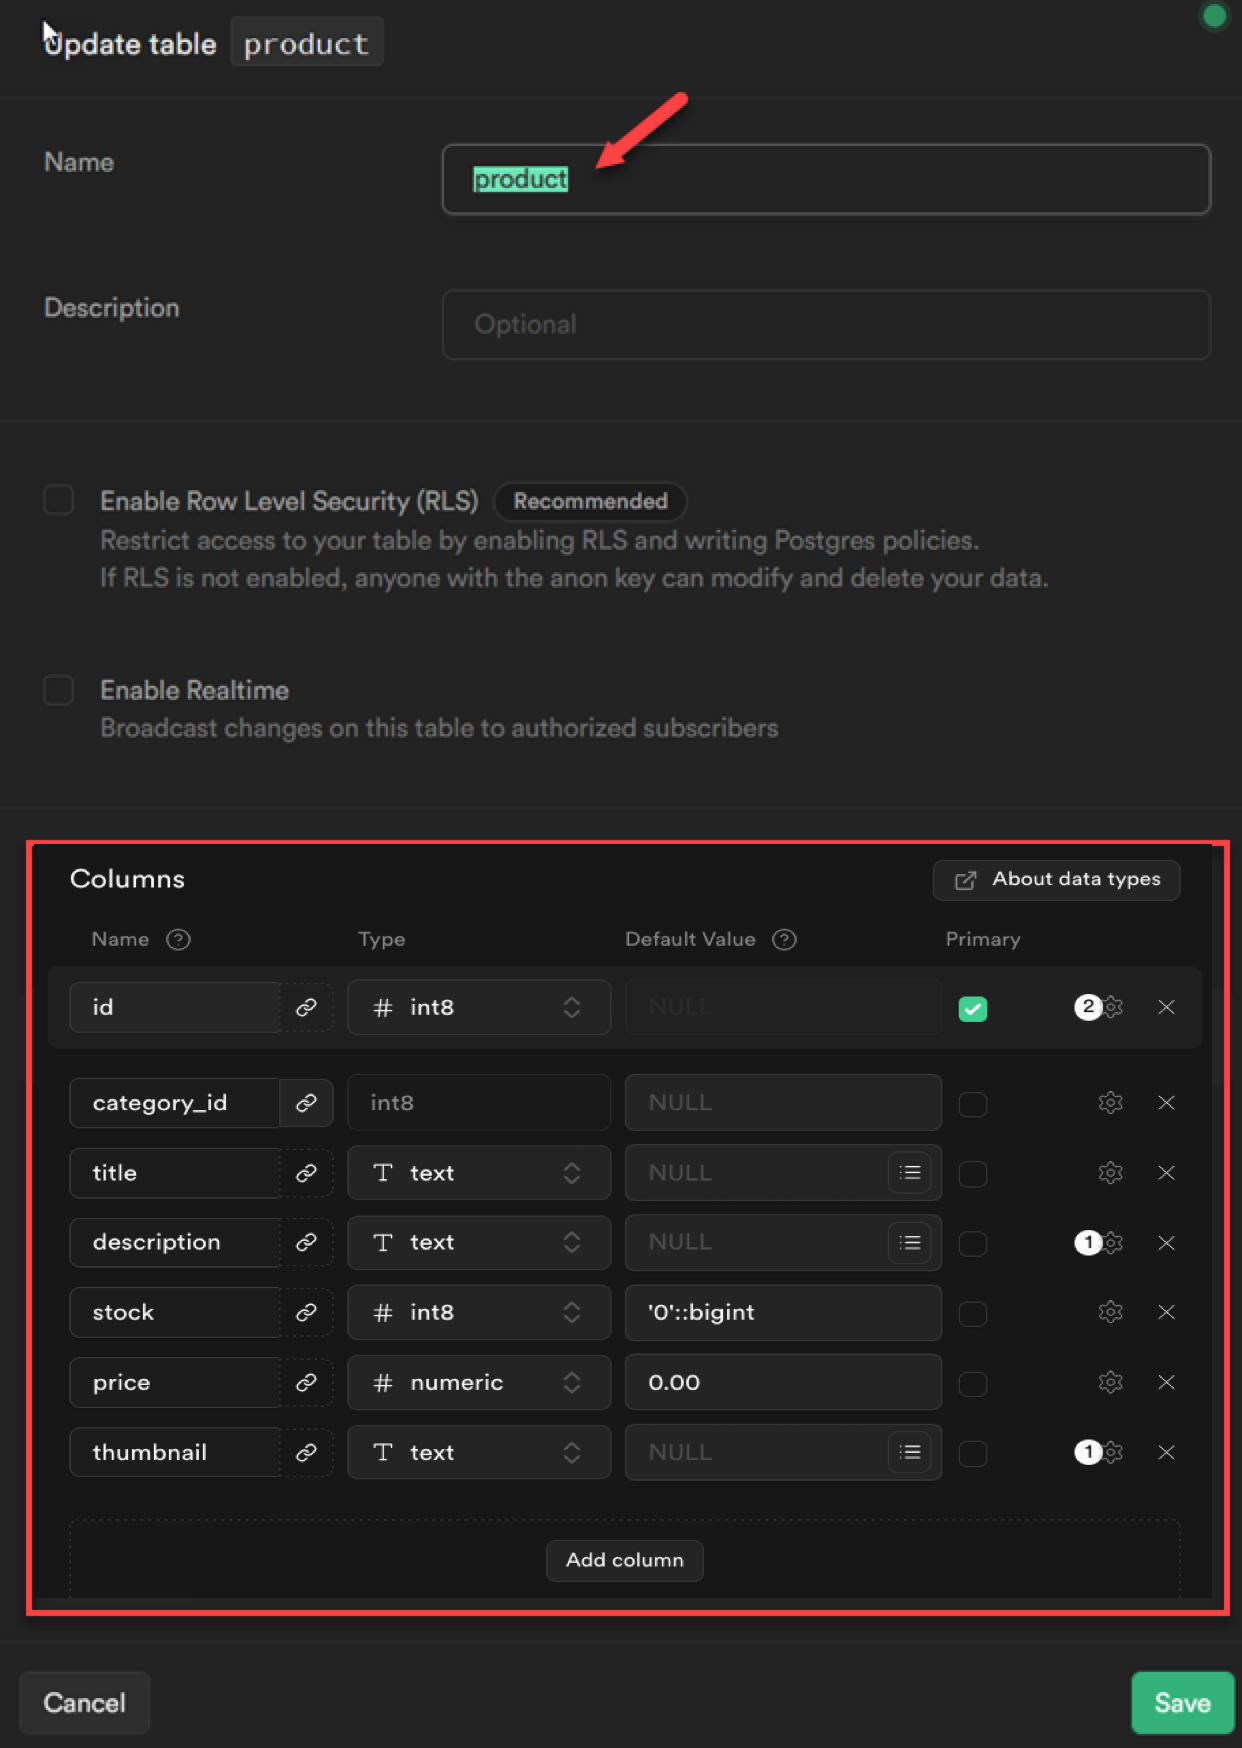 Update table product
Name
product
Description
Optional
Enable Row Level Security (RLS) Recommended
Restrict access to your table by enabling RLS and writing Postgres policies.
If RLS is not enabled, anyone with the anon key can modify and delete your data.
Enable Realtime
Broadcast changes on this table to authorized subscribers
Columns
About data types
Name ? Type Default Value ? Primary
id # int8 NULL 2
category_id int8 NULL
title T text NULL
description T text NULL 1
stock # int8 '0'::bigint
price # numeric 0.00
thumbnail T text NULL 1
Add column
Cancel Save